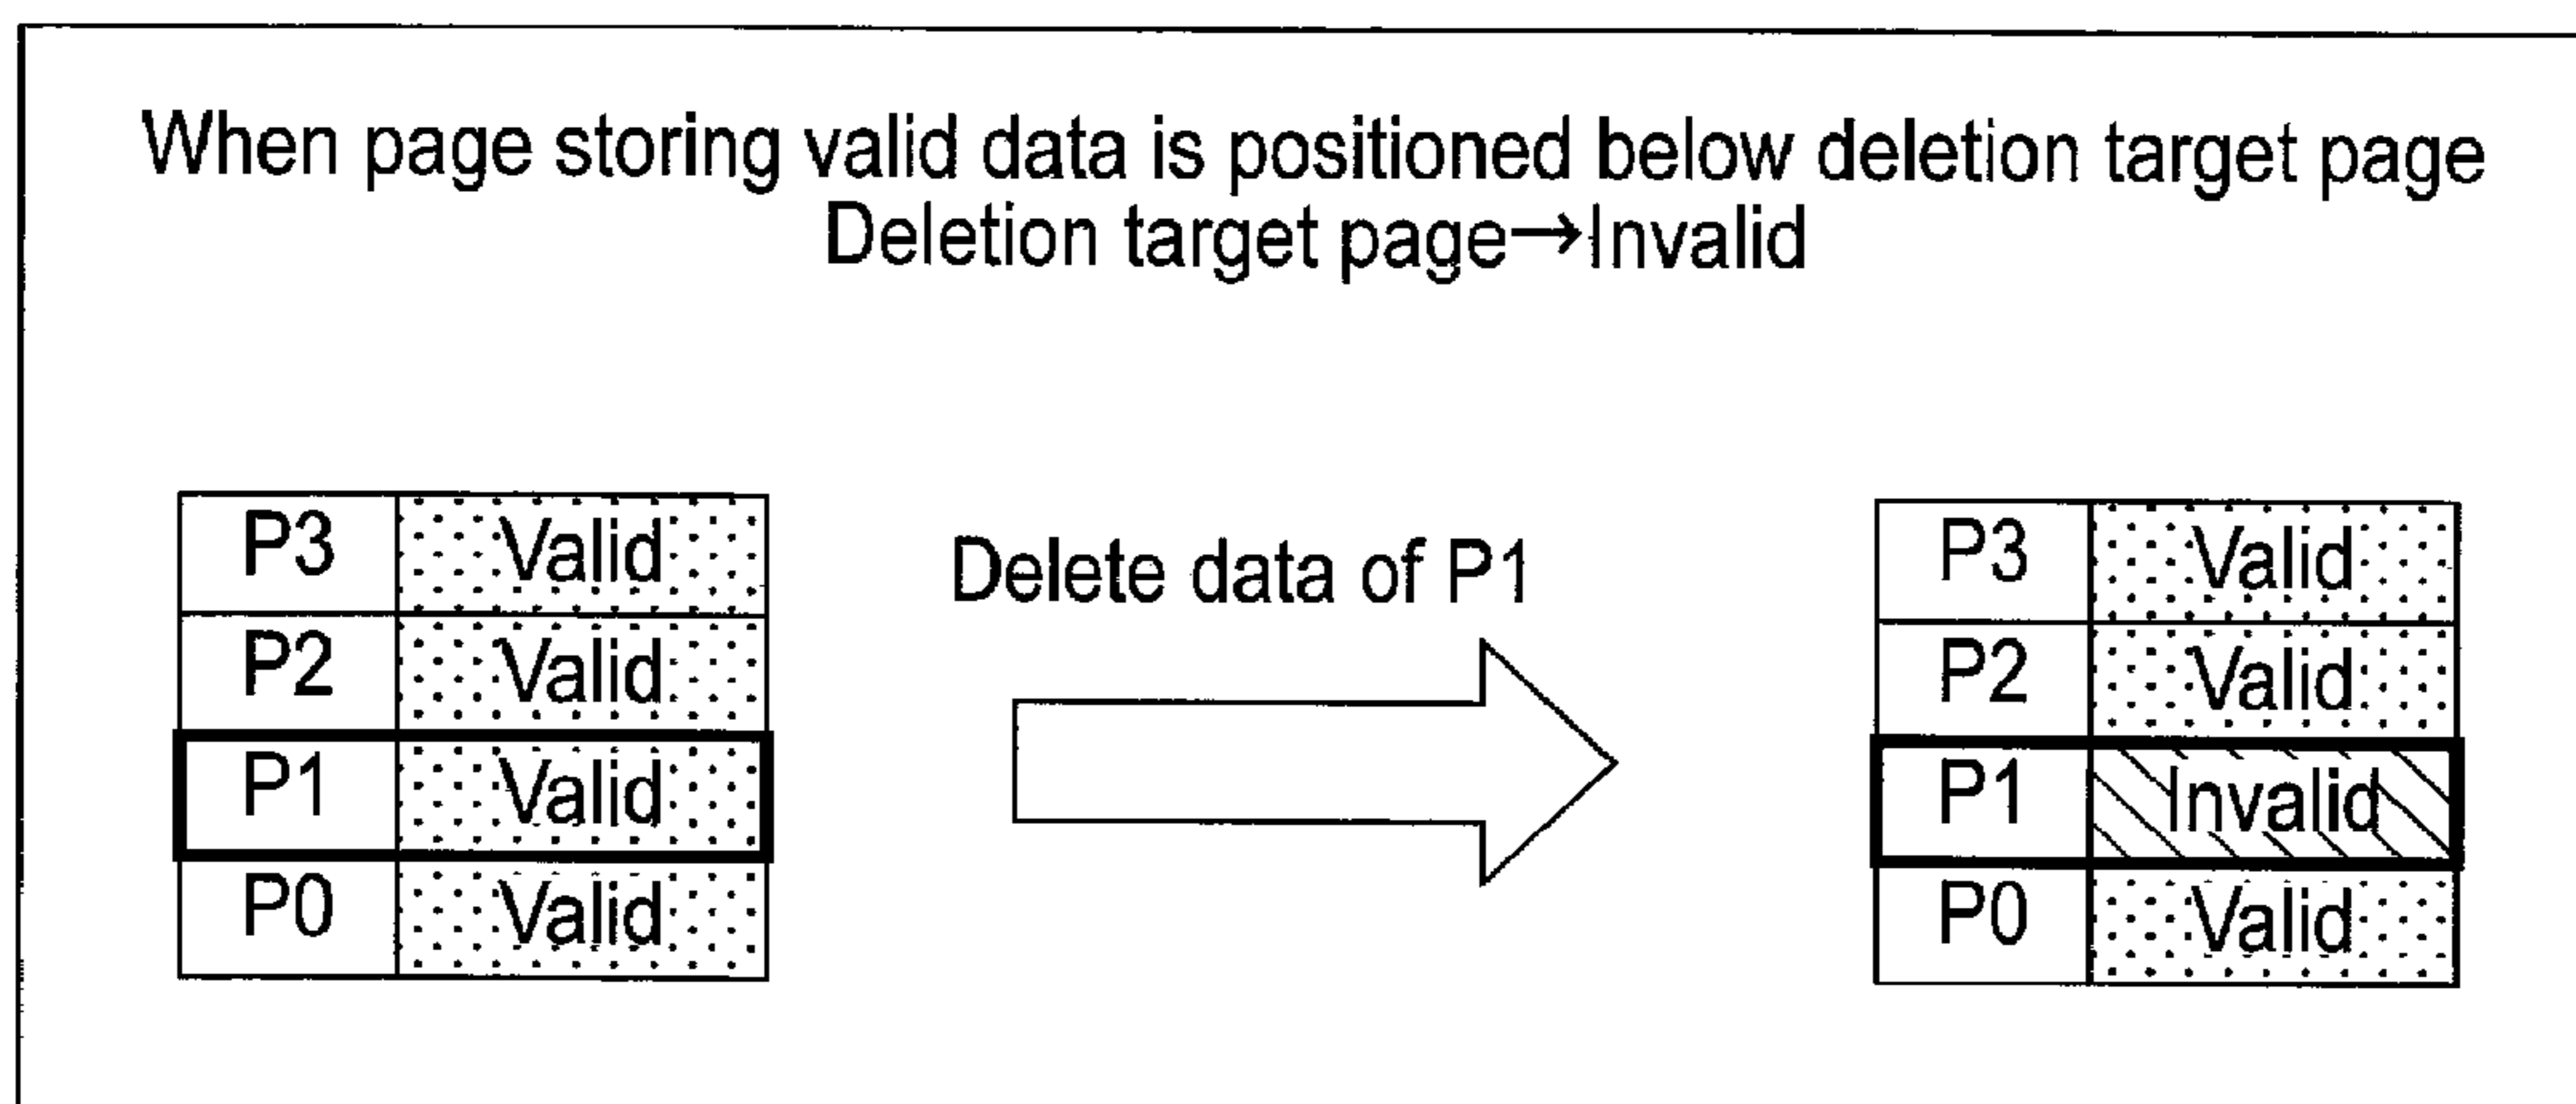 When page storing valid data is positioned below deletion target page
Deletion target page→Invalid
P3 Valid
P2 Valid
P1 Valid
P0 Valid
Delete data of P1
P3 Valid
P2 Valid
P1 Invalid
P0 Valid